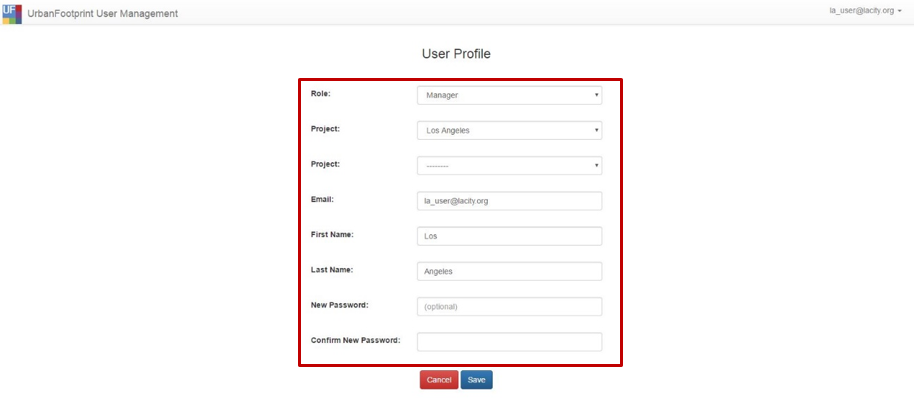 UF UrbanFootprint User Management la_user@lacity.org
User Profile
Role: Manager
Project: Los Angeles
Project: --------
Email: la_user@lacity.org
First Name: Los
Last Name: Angeles
New Password: (optional)
Confirm New Password:
Cancel Save